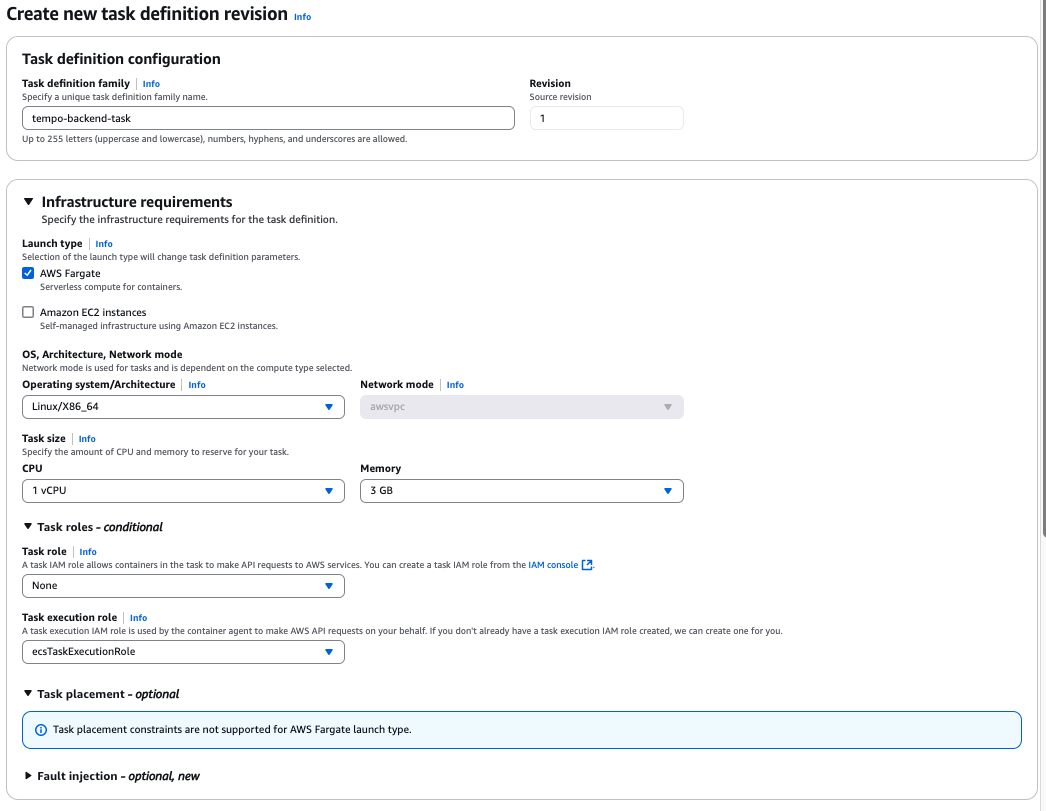 Create new task definition revision Info
Task definition configuration
Task definition family Info
Specify a unique task definition family name.
tempo-backend-task
Up to 255 letters (uppercase and lowercase), numbers, hyphens, and underscores are allowed.
Revision
Source revision
1
Infrastructure requirements
Specify the infrastructure requirements for the task definition.
Launch type Info
Selection of the launch type will change task definition parameters.
AWS Fargate
Serverless compute for containers.
Amazon EC2 instances
Self-managed infrastructure using Amazon EC2 instances.
OS, Architecture, Network mode
Network mode is used for tasks and is dependent on the compute type selected.
Operating system/Architecture Info
Linux/X86_64
Network mode Info
awsvpc
Task size Info
Specify the amount of CPU and memory to reserve for your task.
CPU
1 vCPU
Memory
3 GB
Task roles - conditional
Task role Info
A task IAM role allows containers in the task to make API requests to AWS services. You can create a task IAM role from the IAM console.
None
Task execution role Info
A task execution IAM role is used by the container agent to make AWS API requests on your behalf. If you don't already have a task execution IAM role created, we can create one for you.
ecsTaskExecutionRole
Task placement - optional
Task placement constraints are not supported for AWS Fargate launch type.
Fault injection - optional, new